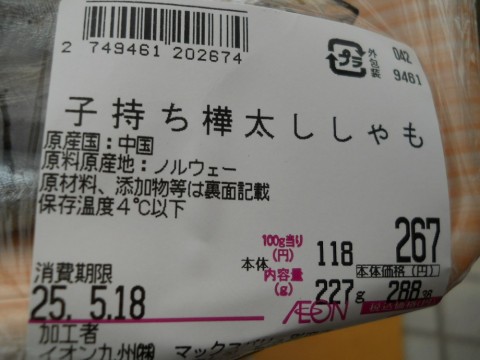 2 749461 202674
プラ
外包装
042
9461
子持ち樺太ししゃも
原産国:中国
原料原産地:ノルウェー
原材料、添加物等は裏面記載
保存温度4℃以下
100g当り(円) 118
267
本体
本体価格(円)
内容量(g) 227g
288.36
消費期限
25. 5.18
AEON
加工者
イオン九州㈱